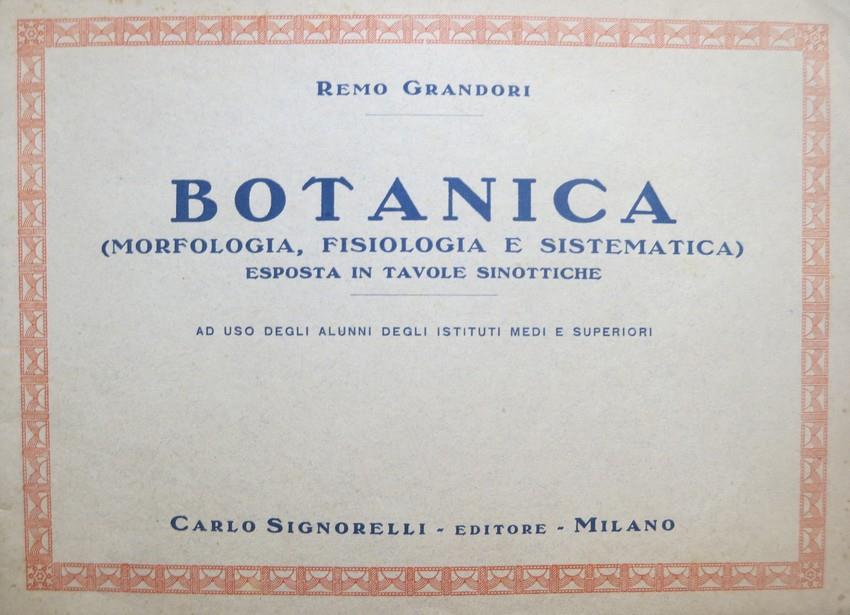 REMO GRANDORI
BOTANICA
(MORFOLOGIA, FISIOLOGIA E SISTEMATICA)
ESPOSTA IN TAVOLE SINOTTICHE
AD USO DEGLI ALUNNI DEGLI ISTITUTI MEDI E SUPERIORI
CARLO SIGNORELLI - EDITORE - MILANO